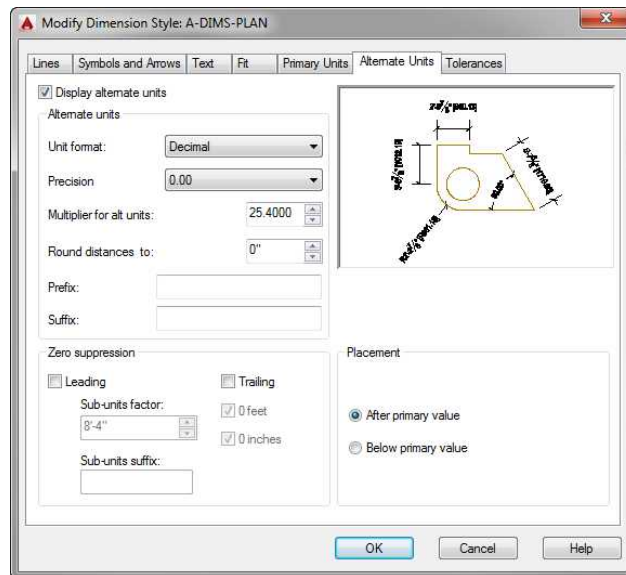 Modify Dimension Style: A-DIMS-PLAN
Lines Symbols and Arrows Text Fit Primary Units Alternate Units Tolerances
Display alternate units
Alternate units
Unit format: Decimal
Precision 0.00
Multiplier for alt units: 25.4000
Round distances to: 0"
Prefix:
Suffix:
Zero suppression
Leading
Trailing
Sub-units factor:
8'-4"
0 feet
0 inches
Sub-units suffix:
Placement
After primary value
Below primary value
OK Cancel Help